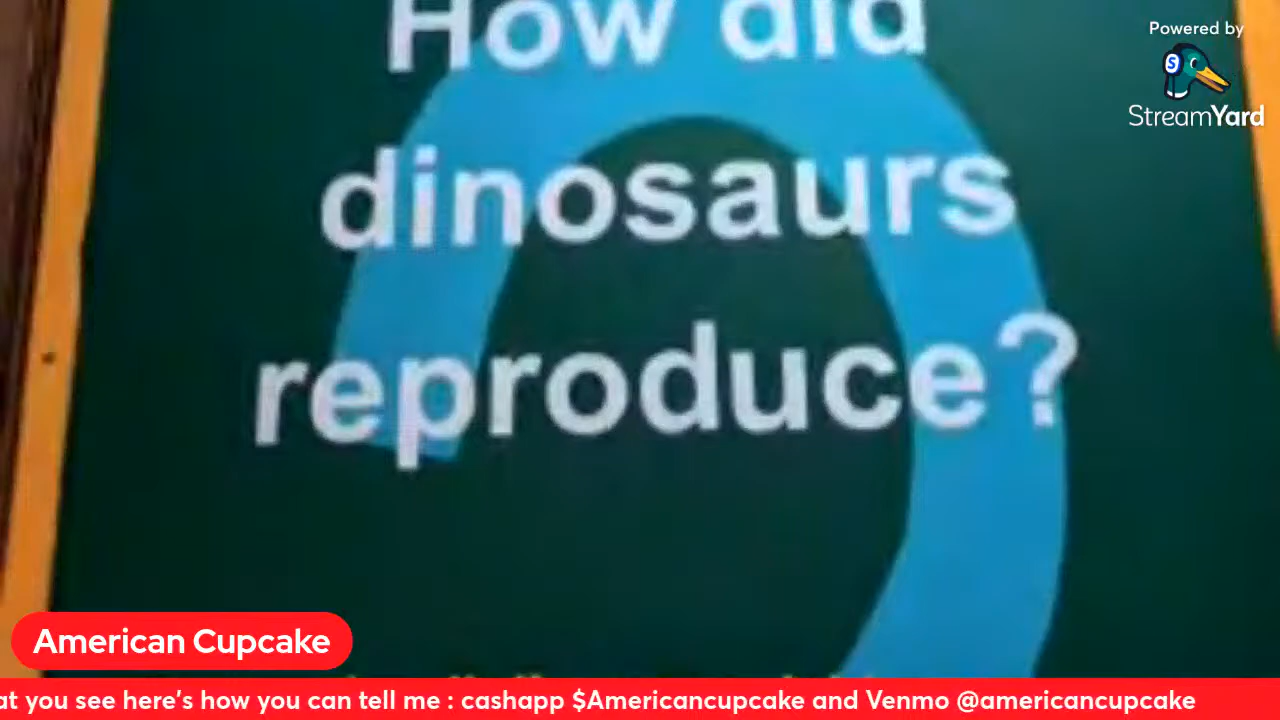 How did
Powered by
StreamYard
dinosaurs
reproduce?
American Cupcake
at you see here's how you can tell me : cashapp $Americancupcake and Venmo @americancupcake